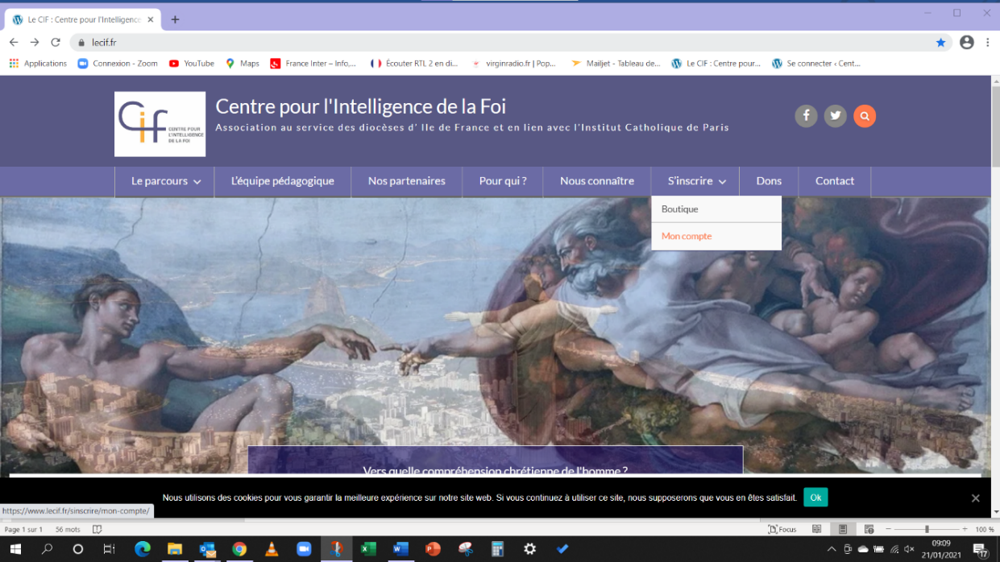 Le CIF : Centre pour l'Intelligence
lecif.fr
Applications
Connexion - Zoom
YouTube
Maps
France Inter – Info,...
Écouter RTL 2 en di...
virginradio.fr | Pop...
Mailjet - Tableau de...
Le CIF : Centre pour...
Se connecter ‹ Cent...
Cif
CENTRE POUR
L'INTELLIGENCE
DE LA FOI
Centre pour l'Intelligence de la Foi
Association au service des diocèses d' Ile de France et en lien avec l'Institut Catholique de Paris
Le parcours
L'équipe pédagogique
Nos partenaires
Pour qui ?
Nous connaître
S'inscrire
Dons
Contact
Boutique
Mon compte
Vers quelle compréhension chrétienne de l'homme ?
Nous utilisons des cookies pour vous garantir la meilleure expérience sur notre site web. Si vous continuez à utiliser ce site, nous supposerons que vous en êtes satisfait.
Ok
https://www.lecif.fr/sinscrire/mon-compte/
Page 1 sur 1
56 mots
Focus
100 %
09:09
21/01/2021
17